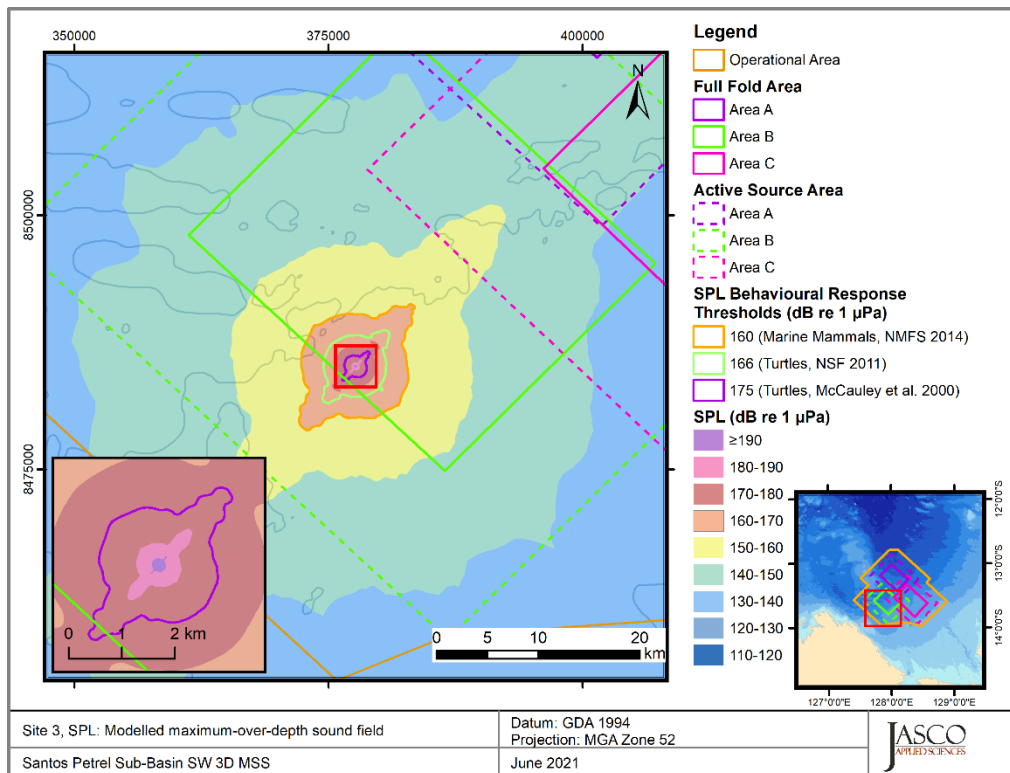 350000
375000
400000
8500000
8475000
N
0
1
2 km
0
5
10
20
km
Legend
Operational Area
Full Fold Area
Area A
Area B
Area C
Active Source Area
Area A
Area B
Area C
SPL Behavioural Response
Thresholds (dB re 1 µPa)
160 (Marine Mammals, NMFS 2014)
166 (Turtles, NSF 2011)
175 (Turtles, McCauley et al. 2000)
SPL (dB re 1 µPa)
≥190
180-190
170-180
160-170
150-160
140-150
130-140
120-130
110-120
12°0'0"S
13°0'0"S
14°0'0"S
127°0'0"E
128°0'0"E
129°0'0"E
Site 3, SPL: Modelled maximum-over-depth sound field
Datum: GDA 1994
Projection: MGA Zone 52
Santos Petrel Sub-Basin SW 3D MSS
June 2021
JASCO
APPLIED SCIENCES